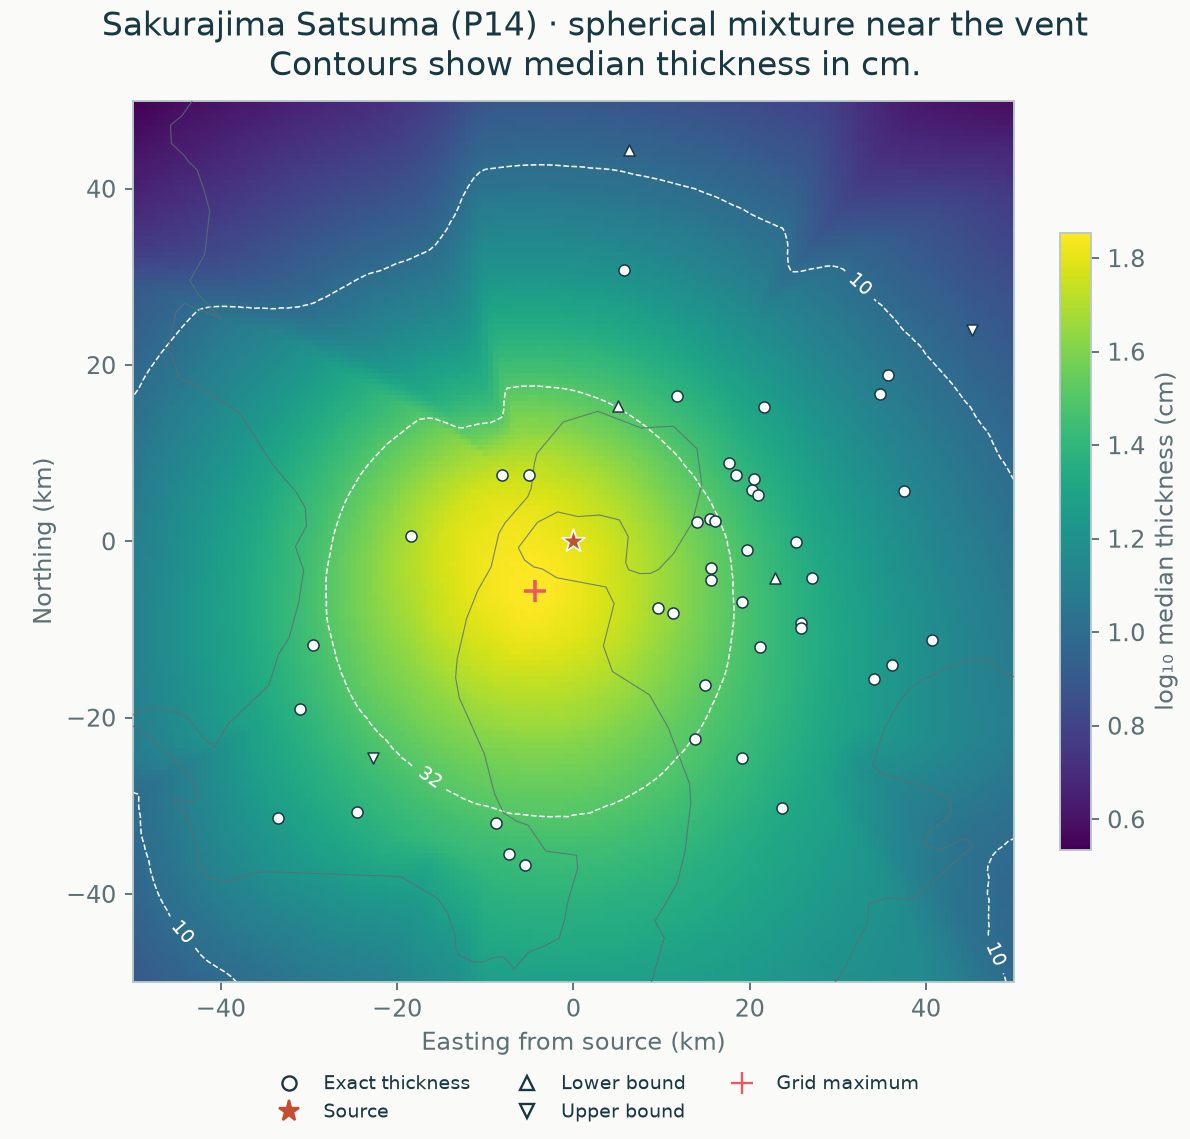 Sakurajima Satsuma (P14) · spherical mixture near the vent
Contours show median thickness in cm.
Northing (km)
40
20
0
−20
−40
10
32
10
10
−40
−20
0
20
40
Easting from source (km)
1.8
1.6
1.4
1.2
1.0
0.8
0.6
log₁₀ median thickness (cm)
Exact thickness
Lower bound
Grid maximum
Source
Upper bound